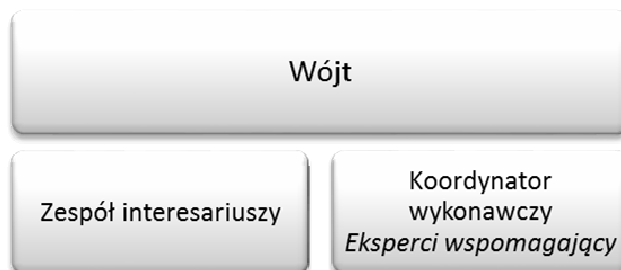 Wójt
Zespół interesariuszy
Koordynator
wykonawczy
Eksperci wspomagający